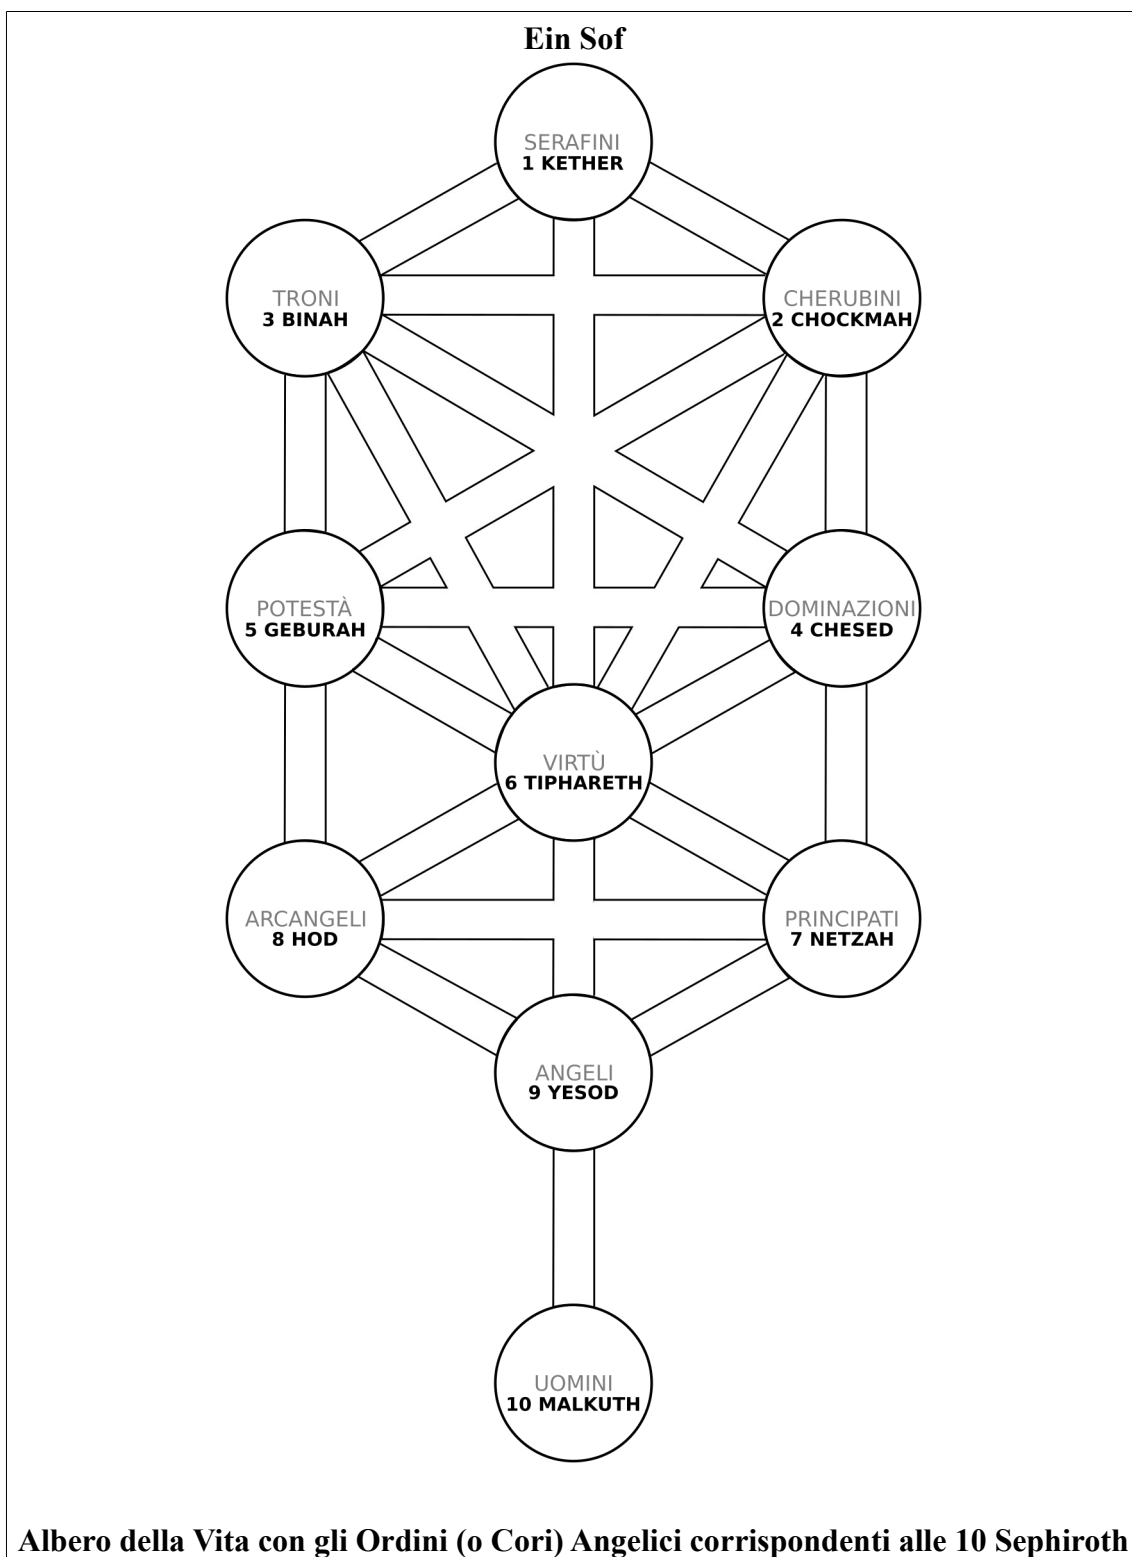 Ein Sof
SERAFINI
1 KETHER
TRONI
3 BINAH
CHERUBINI
2 CHOCKMAH
POTESTÀ
5 GEBURAH
DOMINAZIONI
4 CHESED
VIRTÙ
6 TIPHARETH
ARCANGELI
8 HOD
PRINCIPATI
7 NETZAH
ANGELI
9 YESOD
UOMINI
10 MALKUTH
Albero della Vita con gli Ordini (o Cori) Angelici corrispondenti alle 10 Sephiroth